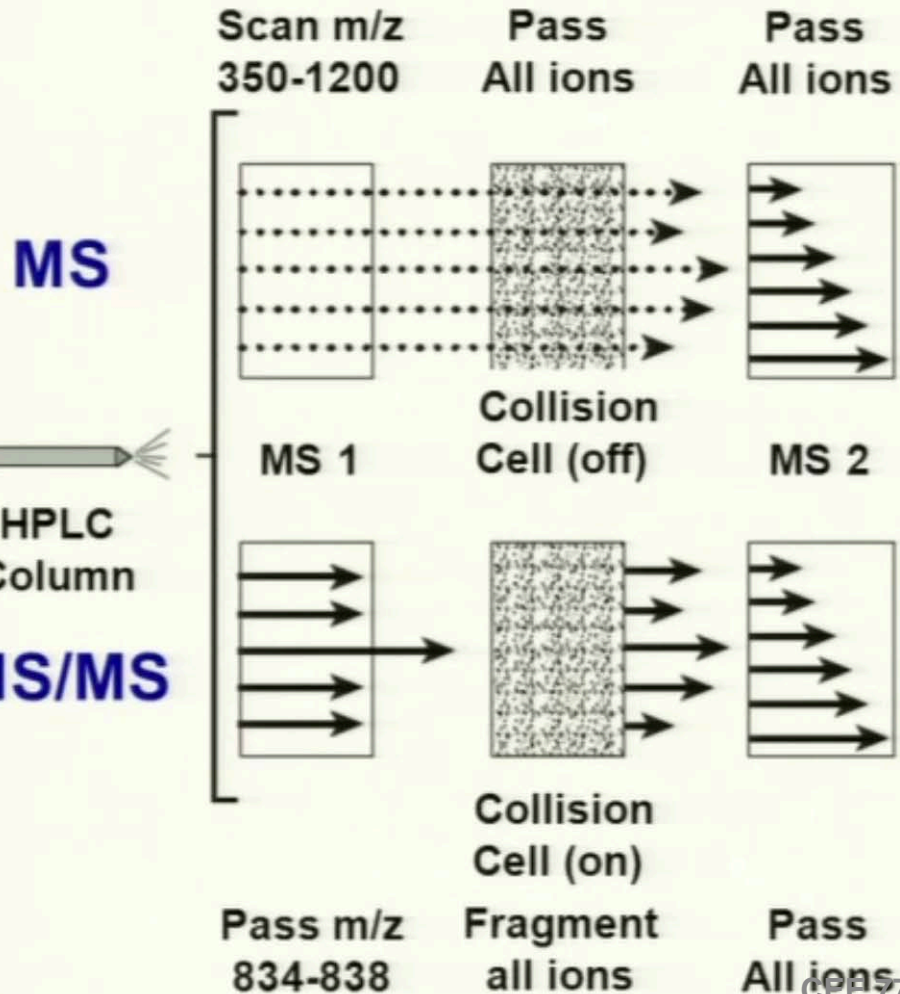 Scan m/z
350-1200
Pass
All ions
Pass
All ions
MS
Collision
Cell (off)
MS 1
MS 2
HPLC
Column
MS/MS
Collision
Cell (on)
Pass m/z
834-838
Fragment
all ions
Pass
All ions